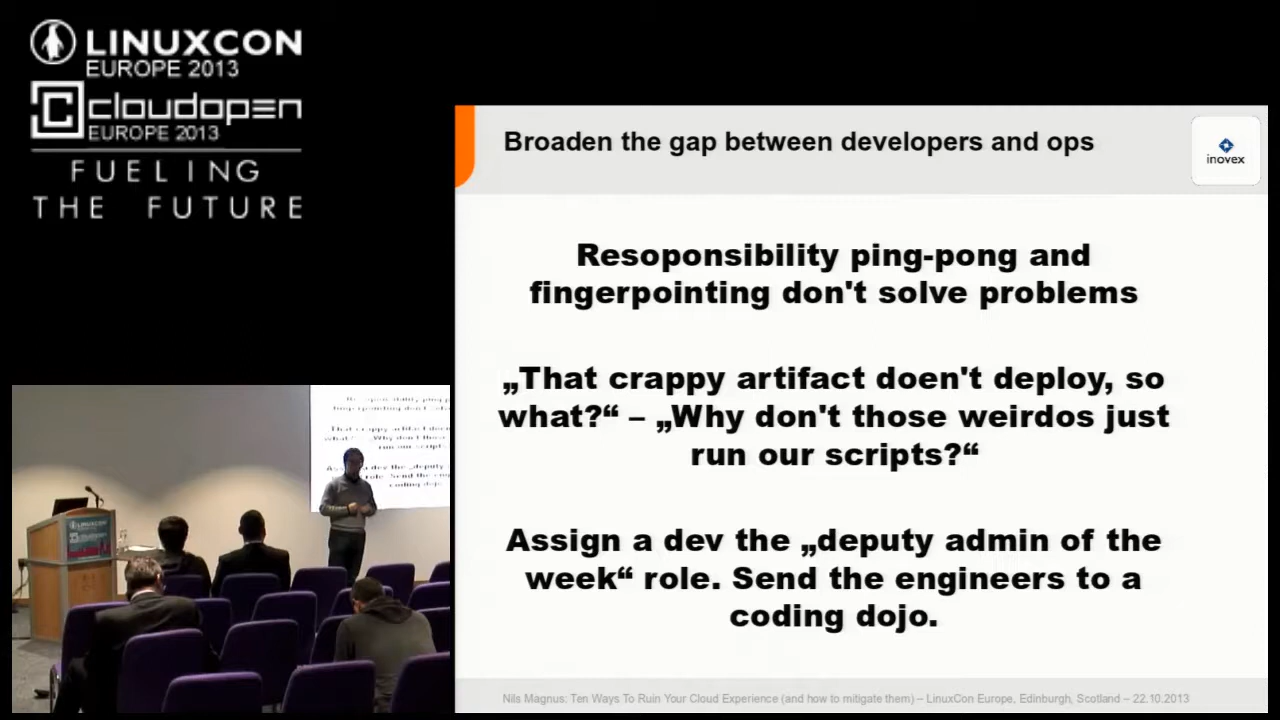 LINUXCON
EUROPE 2013
cloudopen
EUROPE 2013
FUELING
THE FUTURE
Broaden the gap between developers and ops
inovex
Resoponsibility ping-pong and
fingerpointing don't solve problems
„That crappy artifact doen't deploy, so
what?“ – „Why don't those weirdos just
run our scripts?“
Assign a dev the „deputy admin of the
week“ role. Send the engineers to a
coding dojo.
Nils Magnus: Ten Ways To Ruin Your Cloud Experience (and how to mitigate them) – LinuxCon Europe, Edinburgh, Scotland – 22.10.2013
LINUXCON